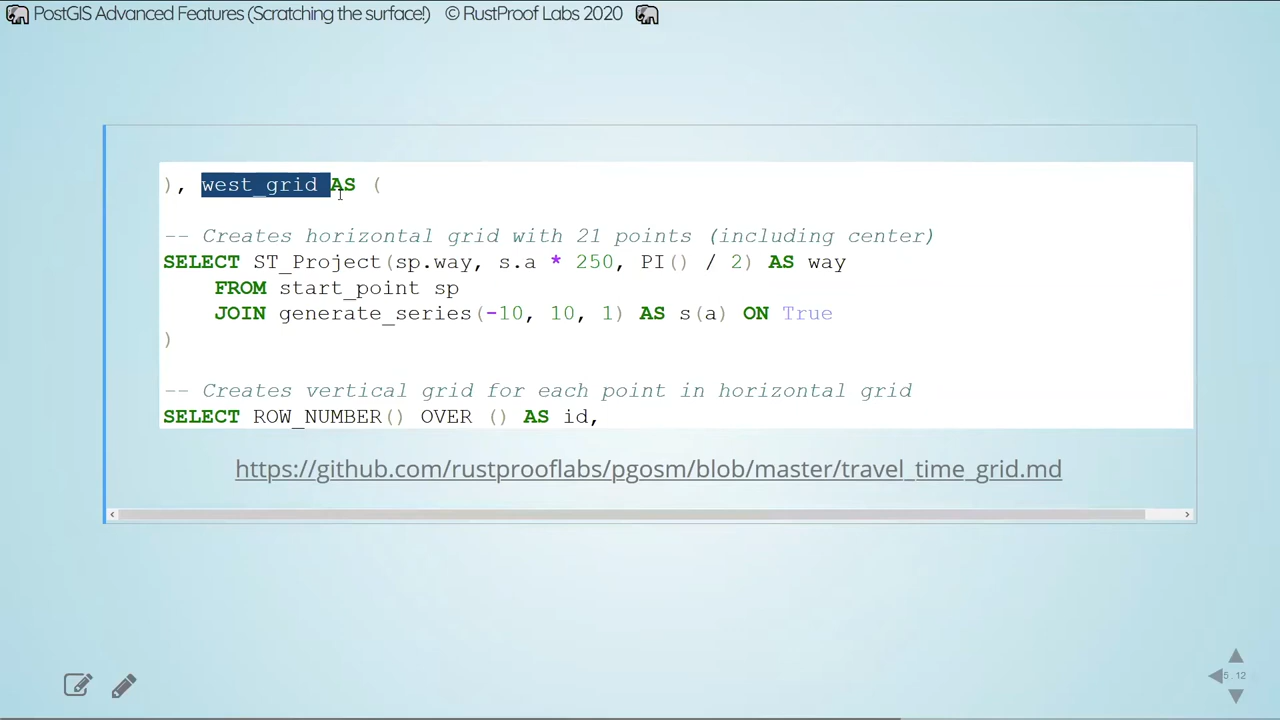 PostGIS Advanced Features (Scratching the surface!) © RustProof Labs 2020
), west_grid AS (
-- Creates horizontal grid with 21 points (including center)
SELECT ST_Project(sp.way, s.a * 250, PI() / 2) AS way
FROM start_point sp
JOIN generate_series(-10, 10, 1) AS s(a) ON True
)
-- Creates vertical grid for each point in horizontal grid
SELECT ROW_NUMBER() OVER () AS id,
https://github.com/rustprooflabs/pgosm/blob/master/travel_time_grid.md
5.12